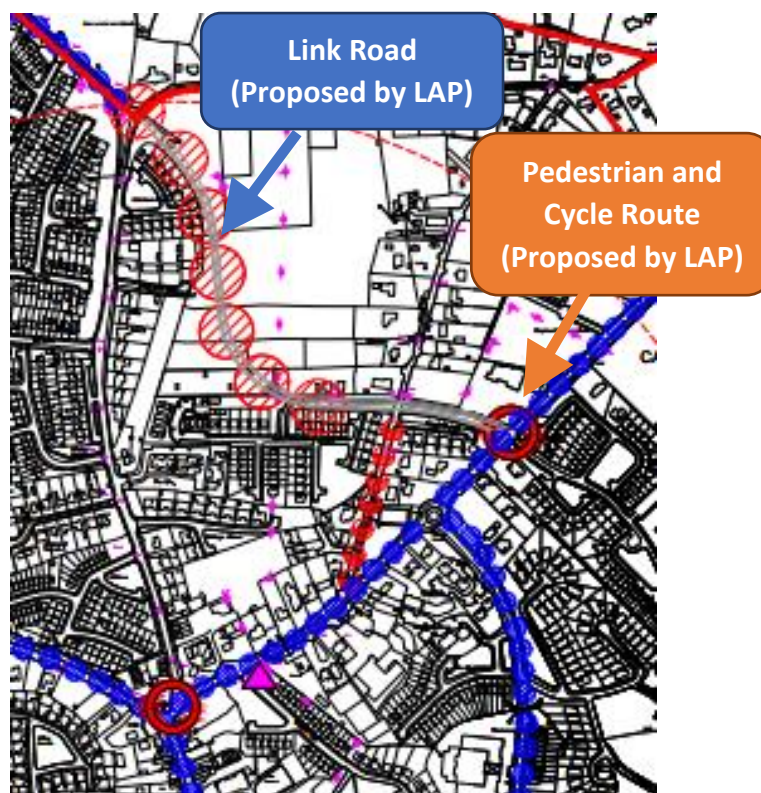 Link Road
(Proposed by LAP)
Pedestrian and
Cycle Route
(Proposed by LAP)